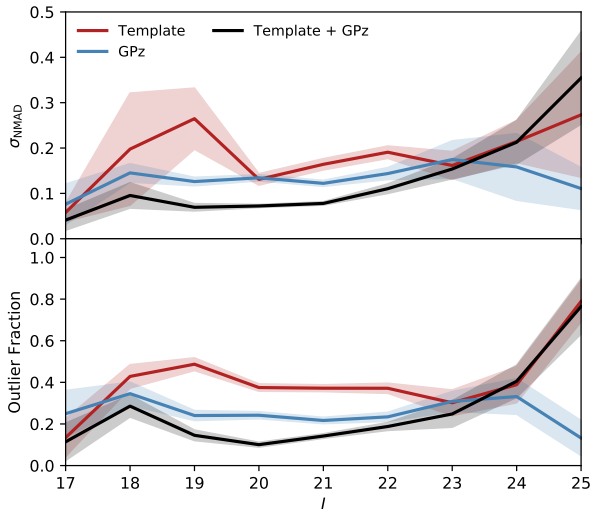 0.5
Template
Template + GPz
GPz
0.4
0.3
σNMAD
0.2
0.1
0.0
1.0
0.8
0.6
Outlier Fraction
0.4
0.2
0.0
17 18 19 20 21 22 23 24 25
I